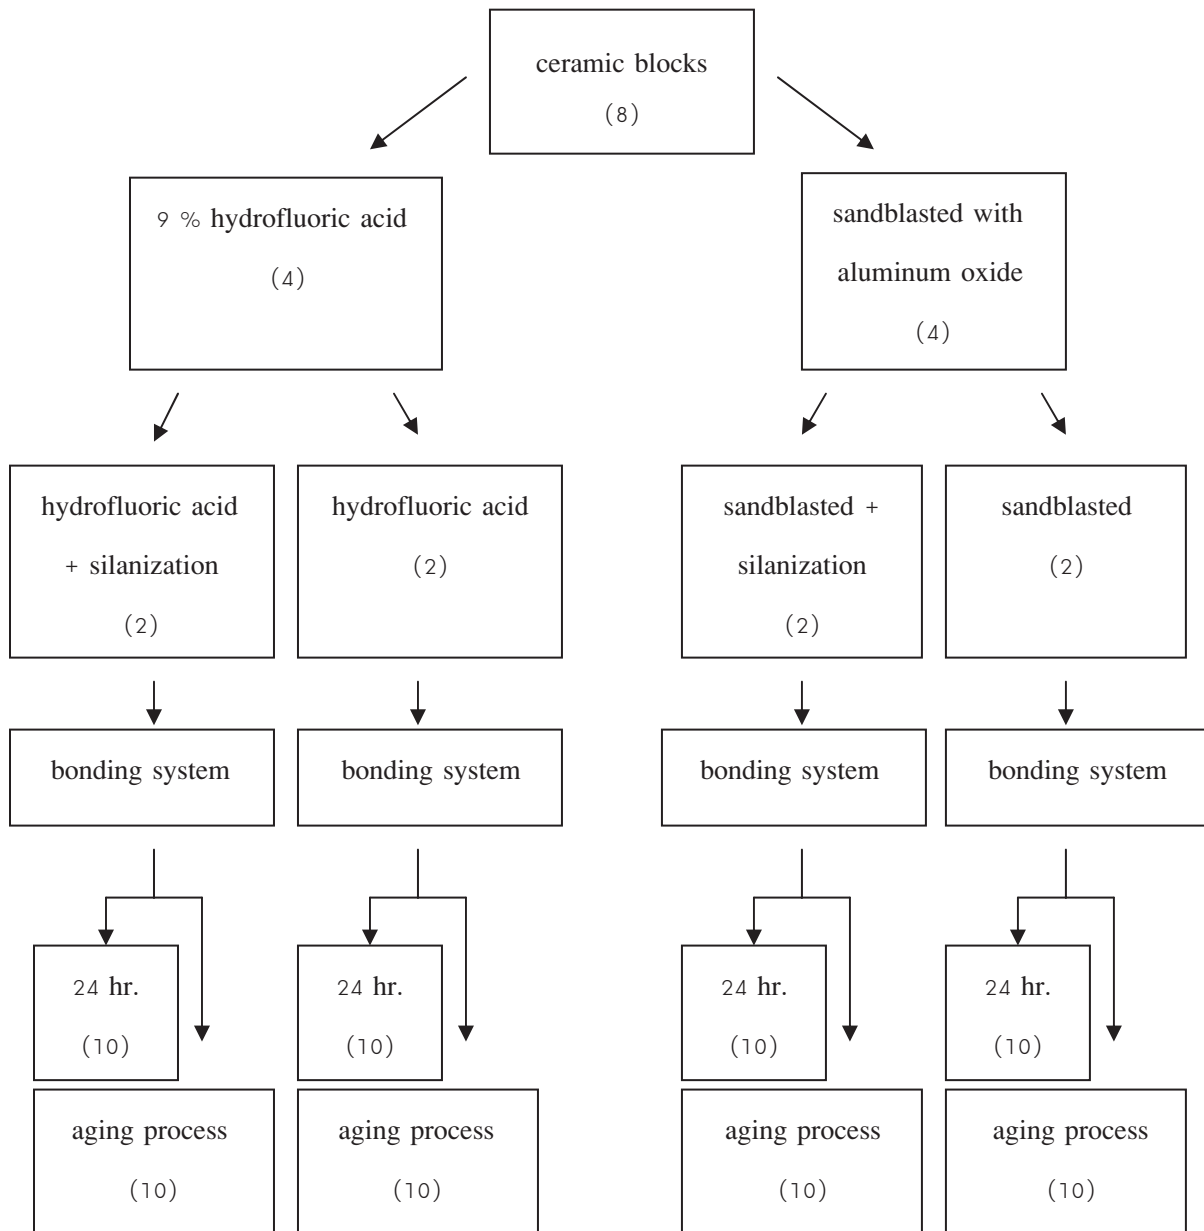 ceramic blocks
(8)
9 % hydrofluoric acid
(4)
sandblasted with
aluminum oxide
(4)
hydrofluoric acid
+ silanization
(2)
hydrofluoric acid
(2)
sandblasted +
silanization
(2)
sandblasted
(2)
bonding system
bonding system
bonding system
bonding system
24 hr.
(10)
24 hr.
(10)
24 hr.
(10)
24 hr.
(10)
aging process
(10)
aging process
(10)
aging process
(10)
aging process
(10)